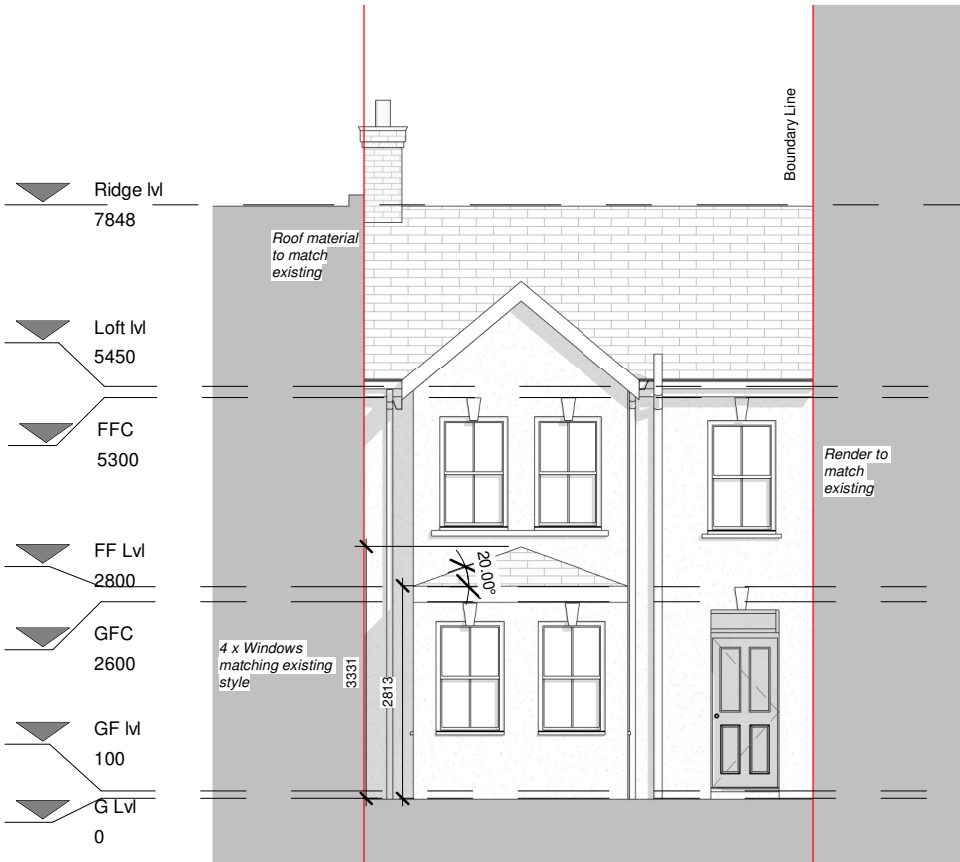 Boundary Line
Ridge lvl
7848
Roof material
to match
existing
Loft lvl
5450
FFC
5300
Render to
match
existing
FF Lvl
2800
20.00°
GFC
2600
4 x Windows
matching existing
style
3331
2813
GF lvl
100
G Lvl
0